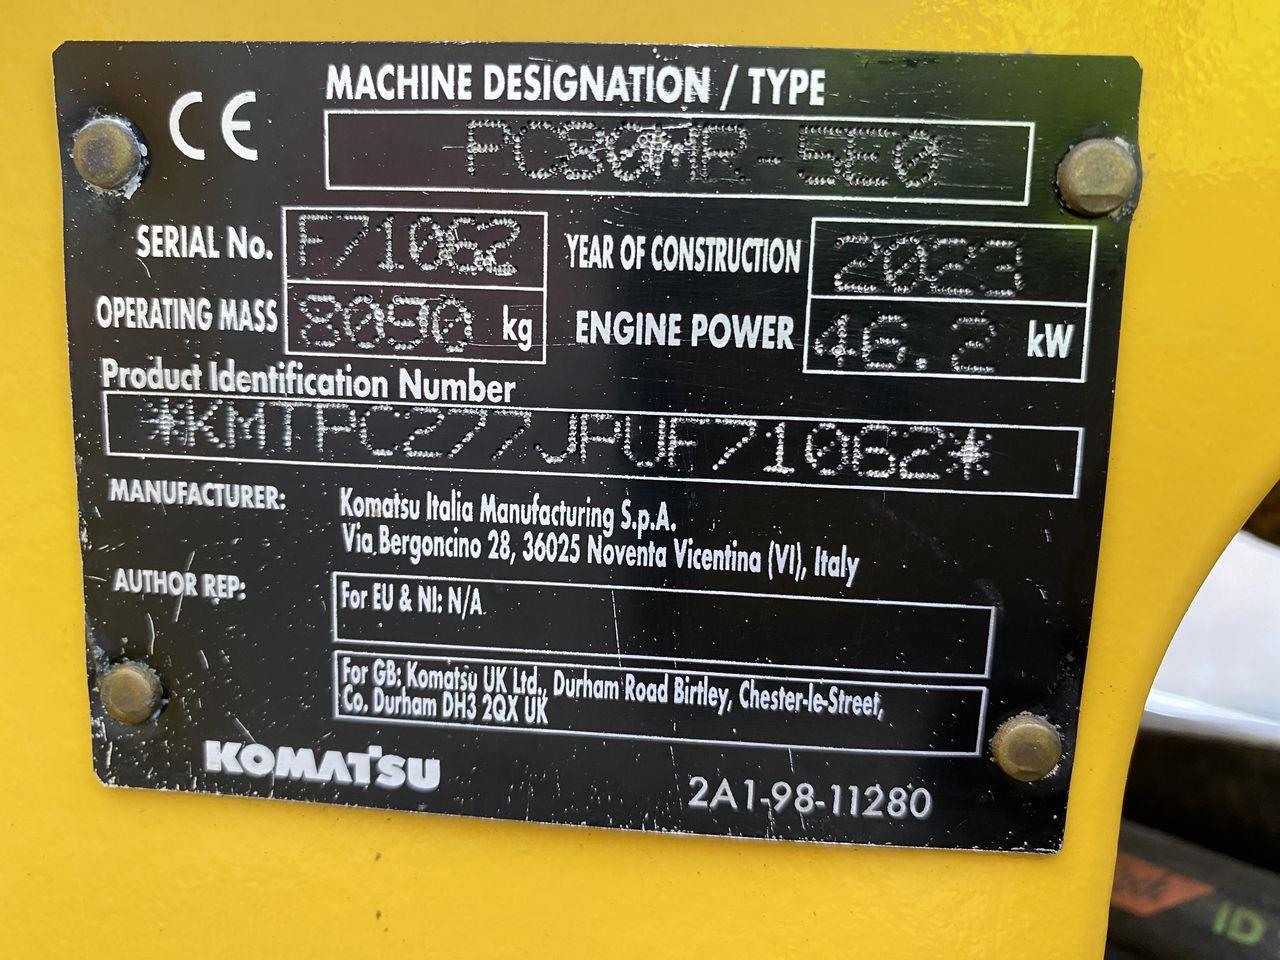 CE
MACHINE DESIGNATION / TYPE
PC80MR-5E0
SERIAL No. F71062
YEAR OF CONSTRUCTION 2023
OPERATING MASS 8090 kg
ENGINE POWER 46.2 kW
Product Identification Number
*KMTPC277JPUF71062*
MANUFACTURER: Komatsu Italia Manufacturing S.p.A.
Via Bergoncino 28, 36025 Noventa Vicentina (VI), Italy
AUTHOR REP: For EU & NI: N/A
For GB: Komatsu UK Ltd., Durham Road Birtley, Chester-le-Street,
Co. Durham DH3 2QX UK
KOMATSU
2A1-98-11280
ID